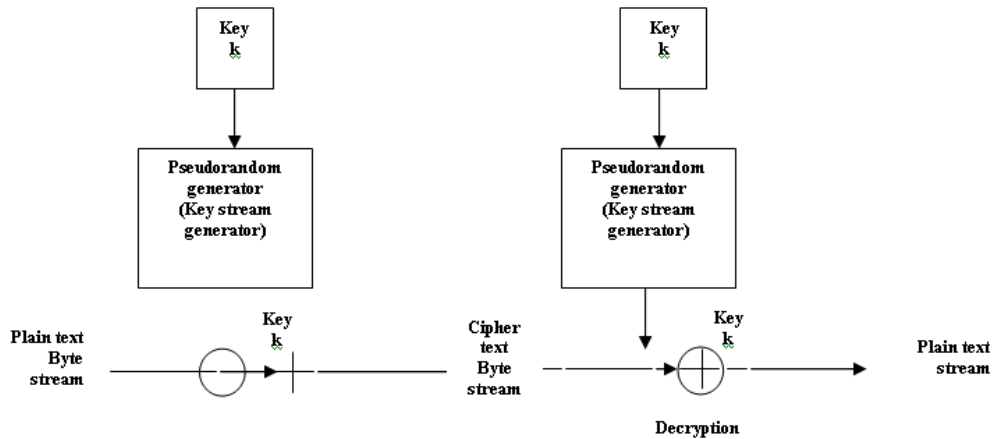 Key
k
Key
k
Pseudorandom
generator
(Key stream
generator)
Pseudorandom
generator
(Key stream
generator)
Plain text
Byte
stream
Key
k
Cipher
text
Byte
stream
Key
k
Plain text
stream
Decryption